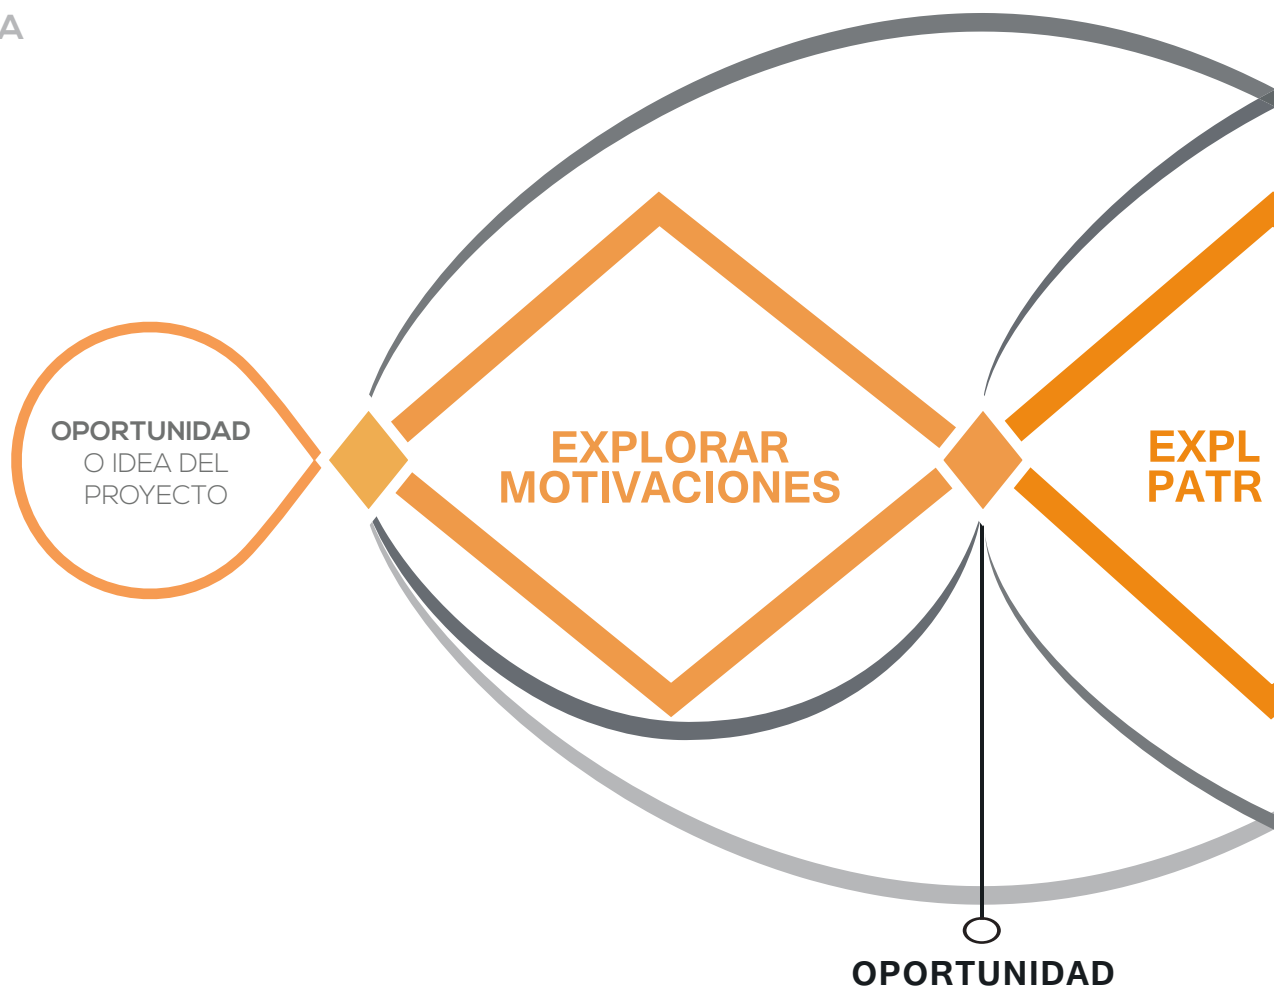 A
OPORTUNIDAD
O IDEA DEL
PROYECTO
EXPLORAR
MOTIVACIONES
EXPL
PATR
OPORTUNIDAD